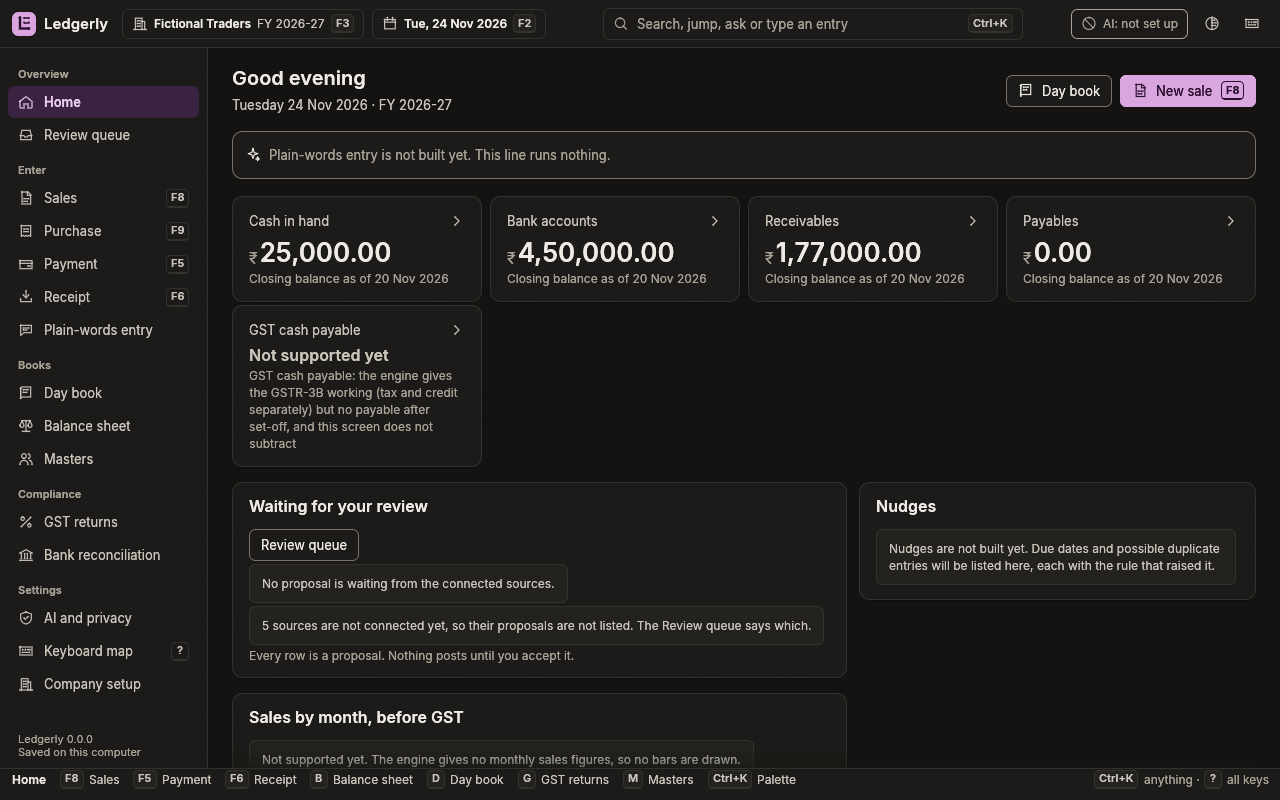 Ledgerly
Fictional Traders FY 2026-27 F3
Tue, 24 Nov 2026 F2
Search, jump, ask or type an entry Ctrl+K
AI: not set up
Overview
Home
Review queue
Enter
Sales F8
Purchase F9
Payment F5
Receipt F6
Plain-words entry
Books
Day book
Balance sheet
Masters
Compliance
GST returns
Bank reconciliation
Settings
AI and privacy
Keyboard map ?
Company setup
Ledgerly 0.0.0
Saved on this computer
Good evening
Tuesday 24 Nov 2026 · FY 2026-27
Day book
New sale F8
Plain-words entry is not built yet. This line runs nothing.
Cash in hand
₹25,000.00
Closing balance as of 20 Nov 2026
Bank accounts
₹4,50,000.00
Closing balance as of 20 Nov 2026
Receivables
₹1,77,000.00
Closing balance as of 20 Nov 2026
Payables
₹0.00
Closing balance as of 20 Nov 2026
GST cash payable
Not supported yet
GST cash payable: the engine gives
the GSTR-3B working (tax and credit
separately) but no payable after
set-off, and this screen does not
subtract
Waiting for your review
Review queue
No proposal is waiting from the connected sources.
5 sources are not connected yet, so their proposals are not listed. The Review queue says which.
Every row is a proposal. Nothing posts until you accept it.
Nudges
Nudges are not built yet. Due dates and possible duplicate
entries will be listed here, each with the rule that raised it.
Sales by month, before GST
Not supported yet. The engine gives no monthly sales figures, so no bars are drawn.
Home F8 Sales F5 Payment F6 Receipt B Balance sheet D Day book G GST returns M Masters Ctrl+K Palette
Ctrl+K anything · ? all keys